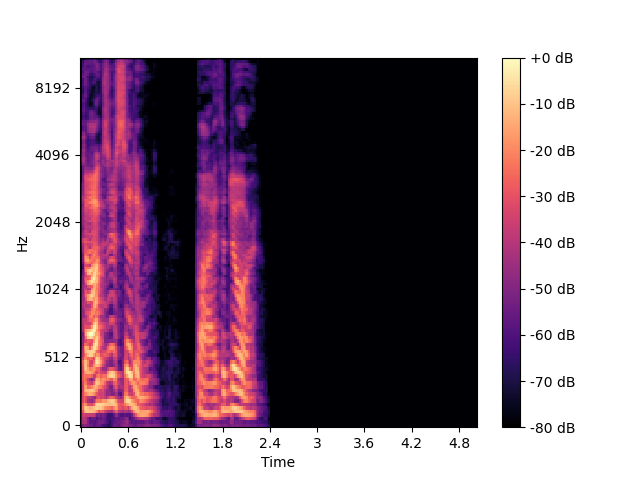 8192
4096
2048
1024
512
0
Hz
0 0.6 1.2 1.8 2.4 3 3.6 4.2 4.8
Time
+0 dB
-10 dB
-20 dB
-30 dB
-40 dB
-50 dB
-60 dB
-70 dB
-80 dB